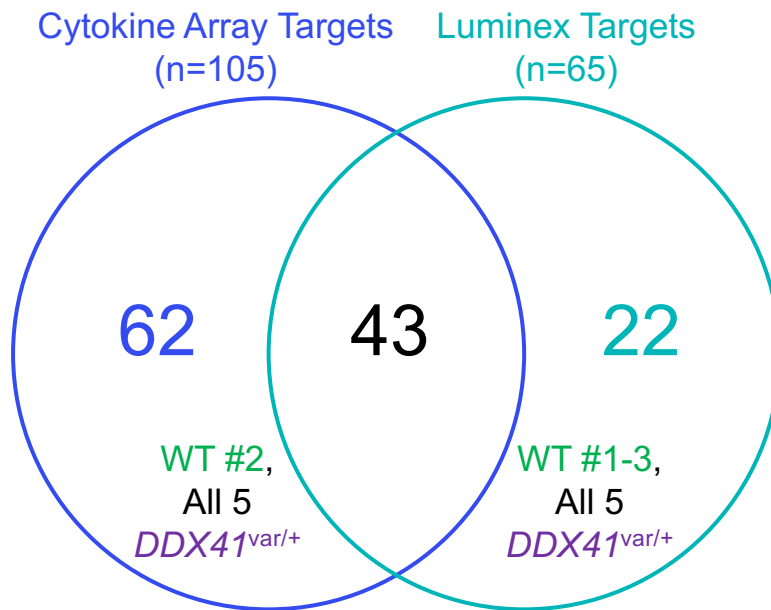 Cytokine Array Targets
(n=105)
Luminex Targets
(n=65)
62
43
22
WT #2,
All 5
DDX41var/+
WT #1-3,
All 5
DDX41var/+